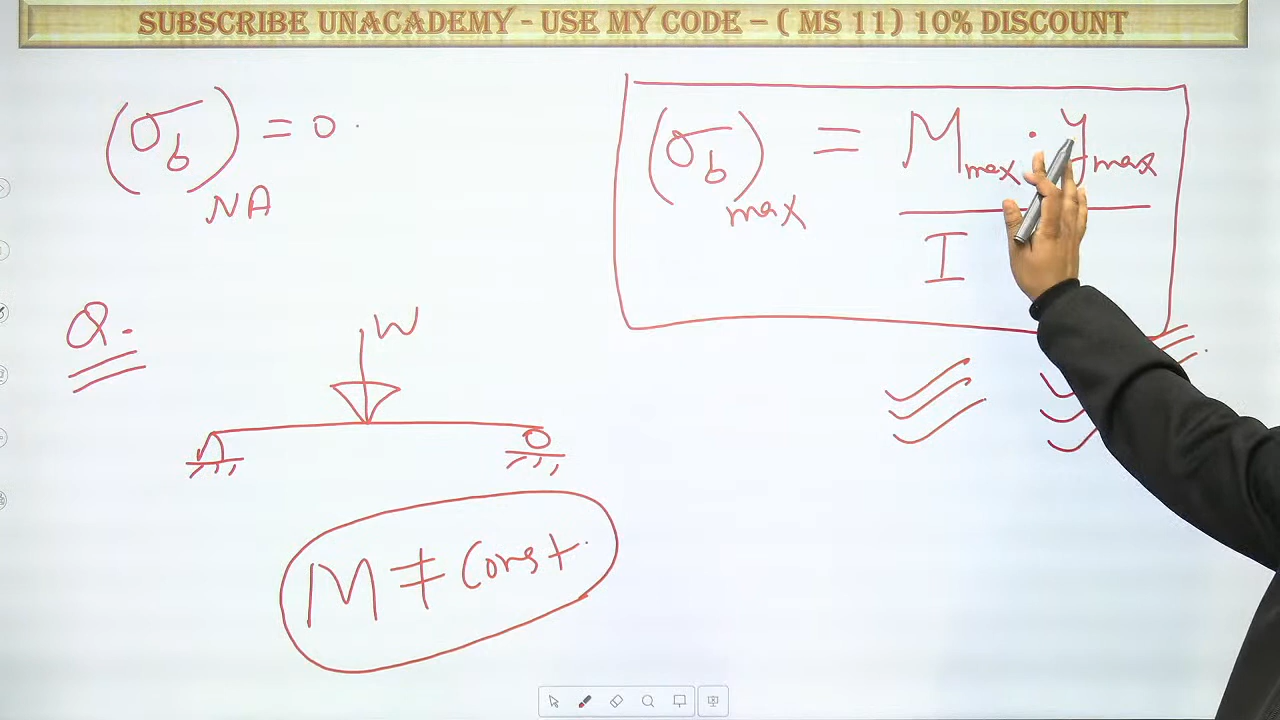 SUBSCRIBE UNACADEMY - USE MY CODE – ( MS 11) 10% DISCOUNT
(σb)NA = 0.
(σb)max = Mmax · ymax / I
Q.
W
M ≠ Const.